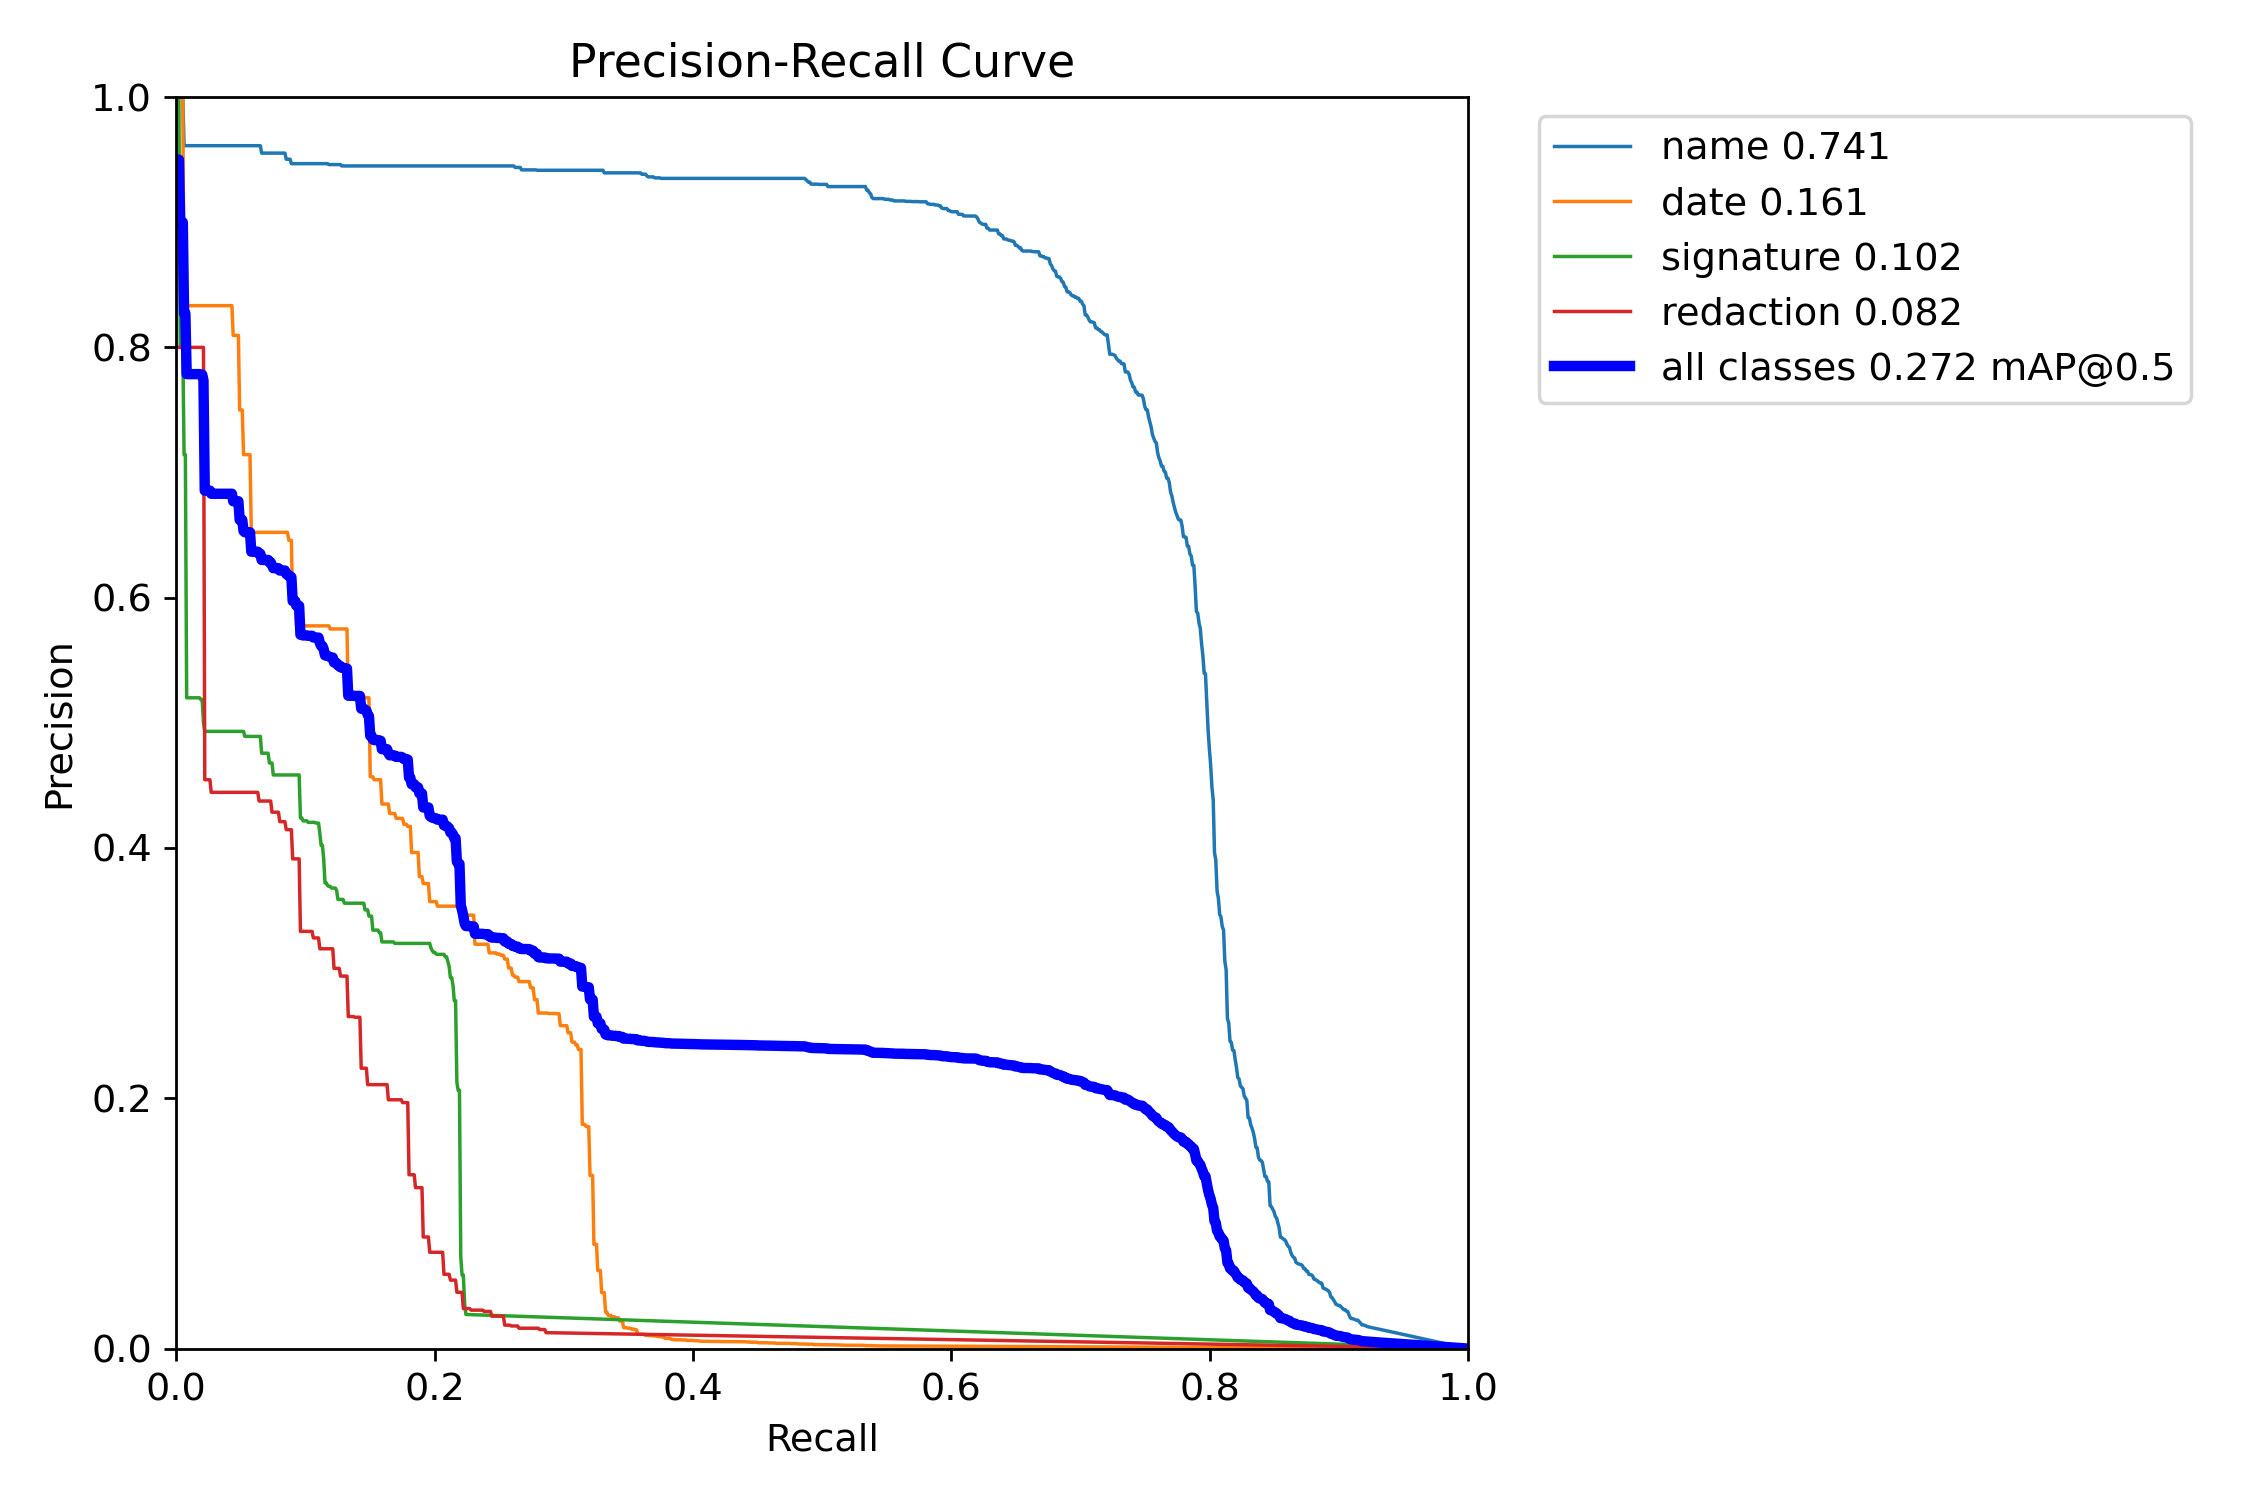 Precision-Recall Curve
1.0
0.8
0.6
0.4
0.2
0.0
Precision
0.0 0.2 0.4 0.6 0.8 1.0
Recall
name 0.741
date 0.161
signature 0.102
redaction 0.082
all classes 0.272 mAP@0.5